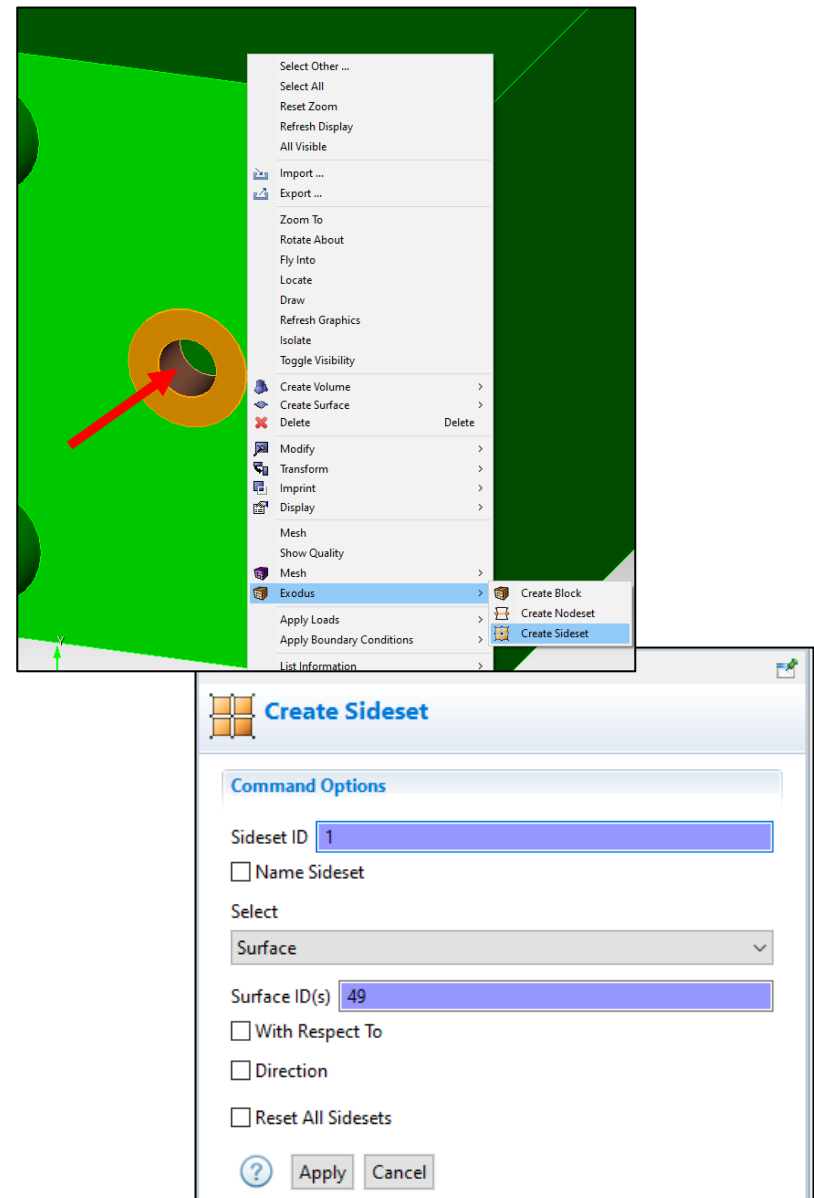 Select Other ...
Select All
Reset Zoom
Refresh Display
All Visible
Import ...
Export ...
Zoom To
Rotate About
Fly Into
Locate
Draw
Refresh Graphics
Isolate
Toggle Visibility
Create Volume
Create Surface
Delete Delete
Modify
Transform
Imprint
Display
Mesh
Show Quality
Mesh
Exodus
Create Block
Create Nodeset
Create Sideset
Apply Loads
Apply Boundary Conditions
List Information
Y
Create Sideset
Command Options
Sideset ID 1
Name Sideset
Select
Surface
Surface ID(s) 49
With Respect To
Direction
Reset All Sidesets
? Apply Cancel